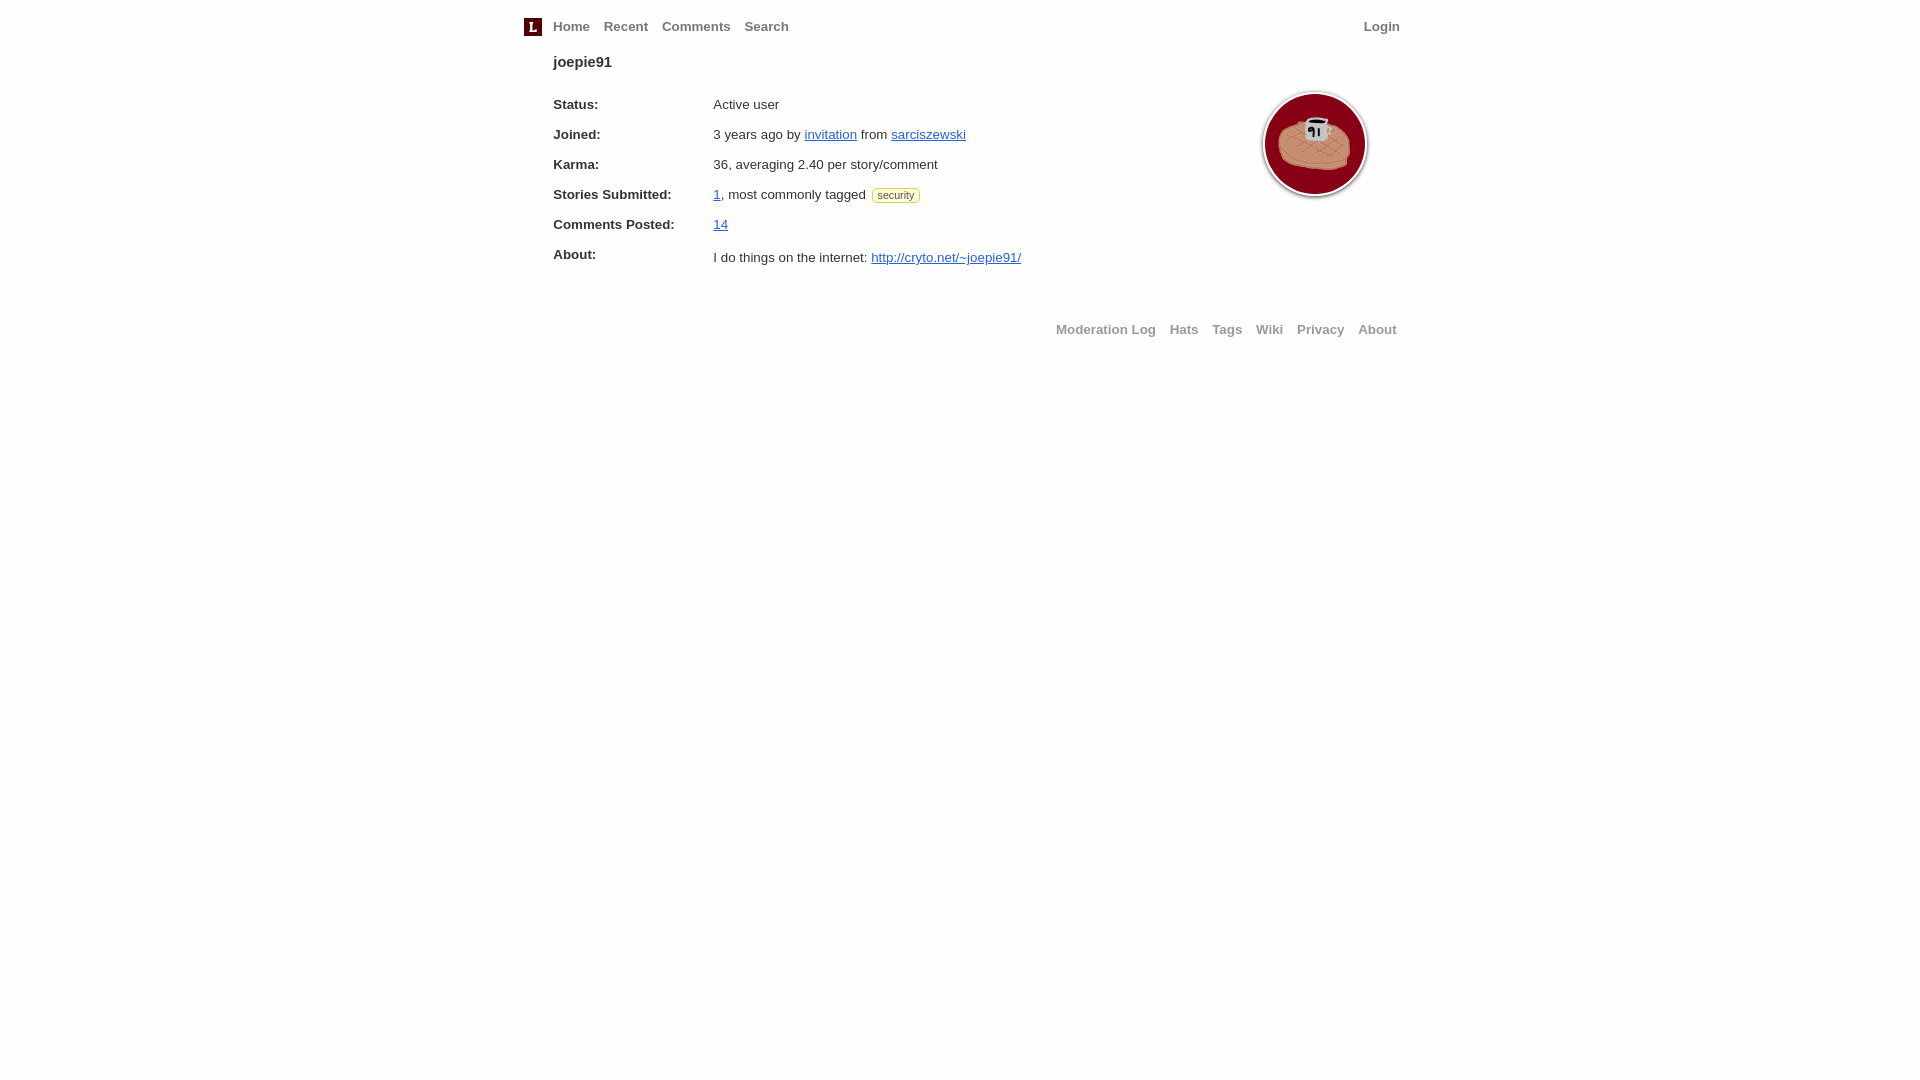 L Home Recent Comments Search Login
joepie91
Status: Active user
Joined: 3 years ago by invitation from sarciszewski
Karma: 36, averaging 2.40 per story/comment
Stories Submitted: 1, most commonly tagged security
Comments Posted: 14
About: I do things on the internet: http://cryto.net/~joepie91/
91
Moderation Log Hats Tags Wiki Privacy About